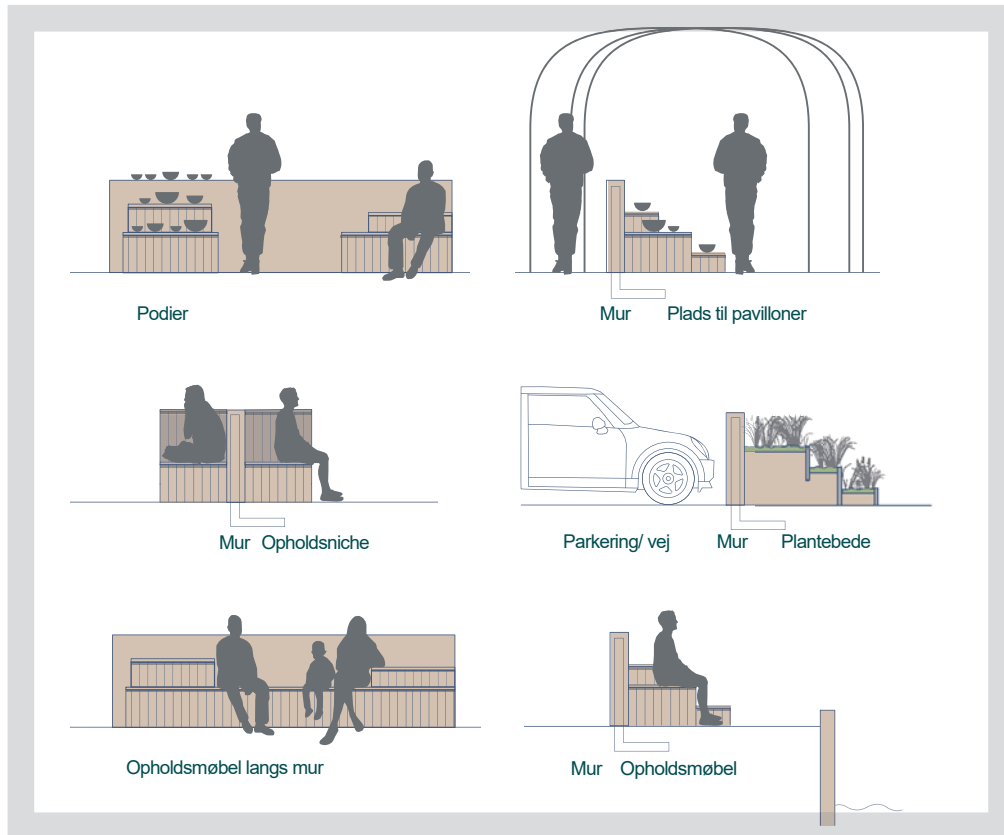 Podier
Mur Plads til pavilloner
Mur Opholdsniche
Parkering/ vej Mur Plantebede
Opholdsmøbel langs mur
Mur Opholdsmøbel